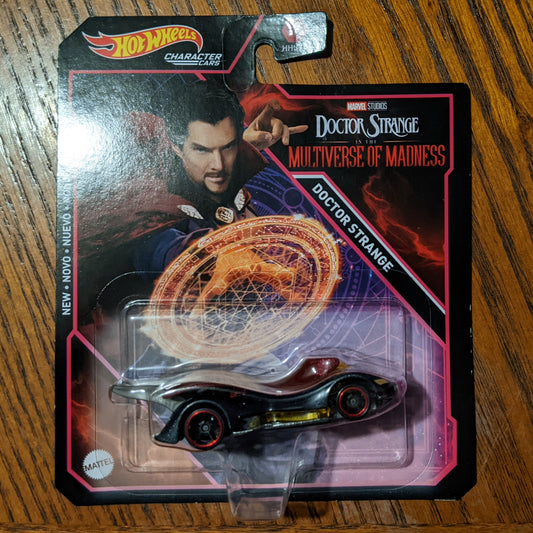 Hot Wheels
CHARACTER
CARS
MARVEL STUDIOS
DOCTOR STRANGE
IN THE
MULTIVERSE OF MADNESS
DOCTOR STRANGE
NEW • NOVO • NUEVO •
MATTEL